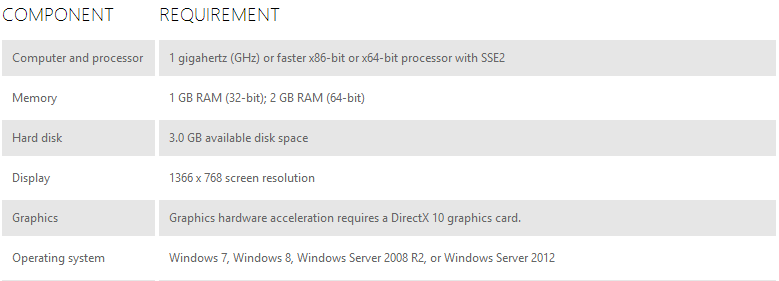 COMPONENT REQUIREMENT
Computer and processor 1 gigahertz (GHz) or faster x86-bit or x64-bit processor with SSE2
Memory 1 GB RAM (32-bit); 2 GB RAM (64-bit)
Hard disk 3.0 GB available disk space
Display 1366 x 768 screen resolution
Graphics Graphics hardware acceleration requires a DirectX 10 graphics card.
Operating system Windows 7, Windows 8, Windows Server 2008 R2, or Windows Server 2012